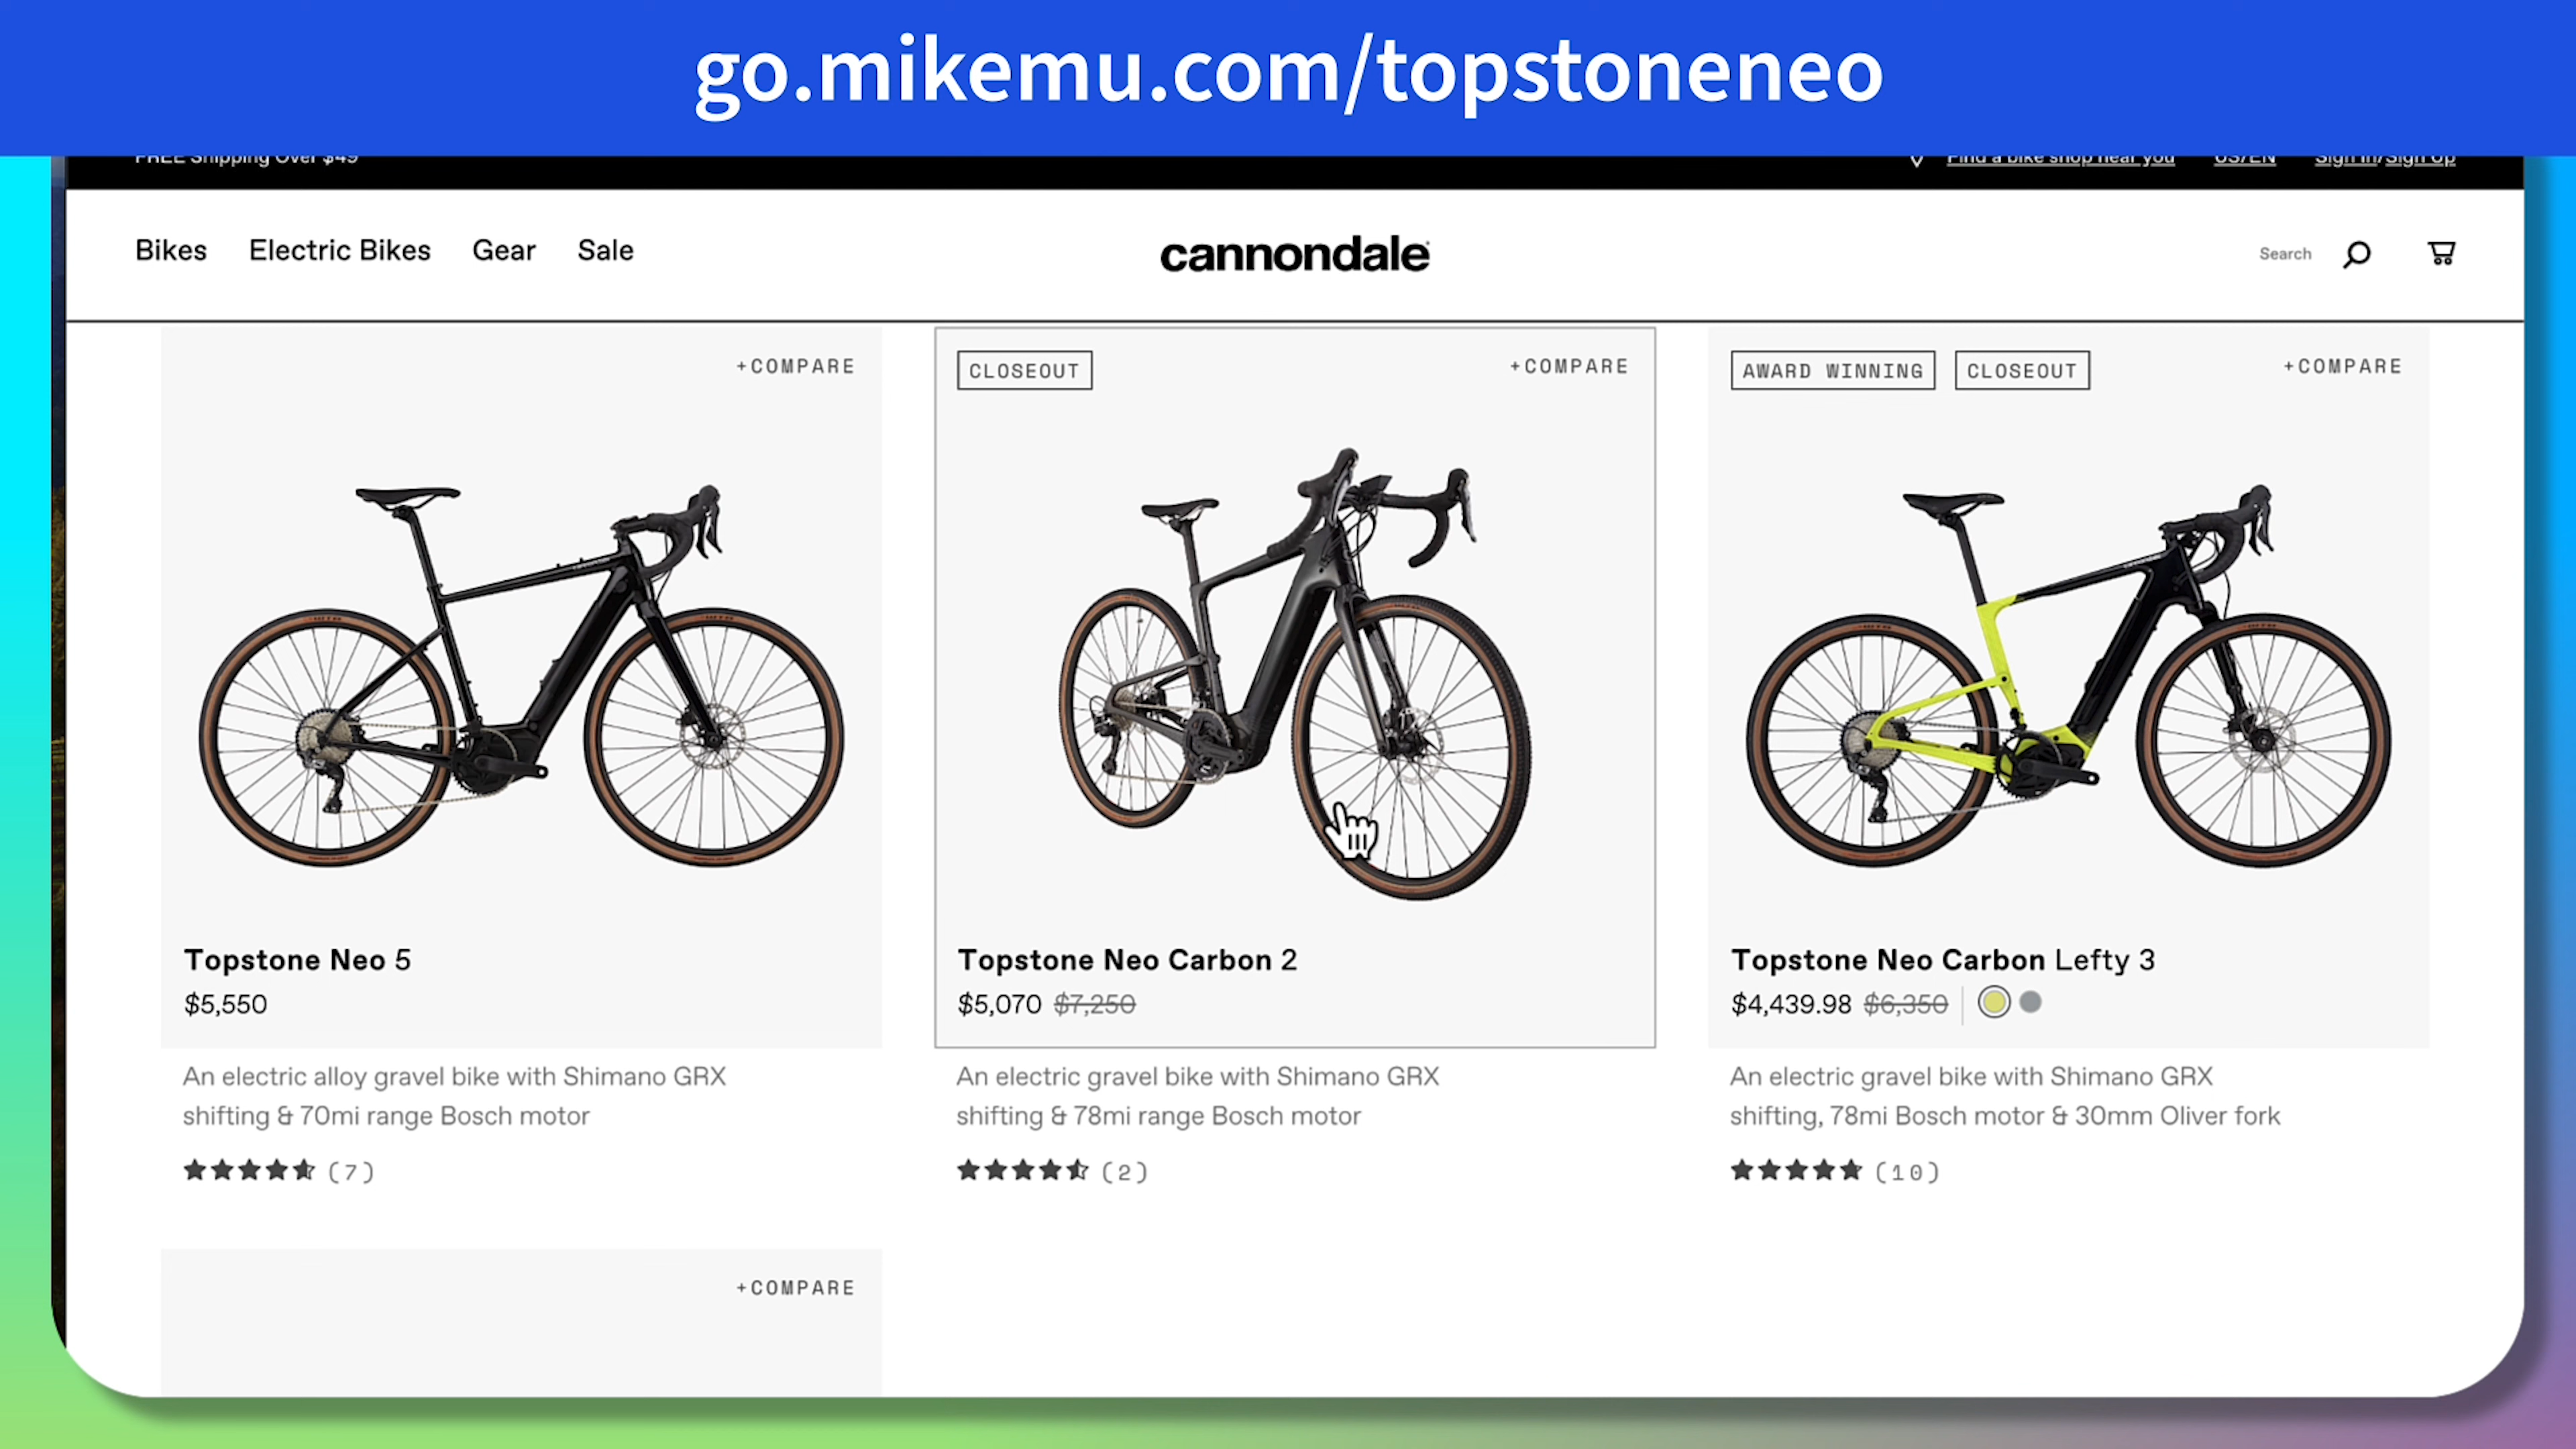 go.mikemu.com/topstoneneo
FREE Shipping Over $49
Find a bike shop near you US/EN Sign In/Sign Up
Bikes Electric Bikes Gear Sale
cannondale
Search
+COMPARE
CLOSEOUT +COMPARE
AWARD WINNING CLOSEOUT +COMPARE
Topstone Neo 5
$5,550
An electric alloy gravel bike with Shimano GRX
shifting & 70mi range Bosch motor
(7)
Topstone Neo Carbon 2
$5,070 $7,250
An electric gravel bike with Shimano GRX
shifting & 78mi range Bosch motor
(2)
Topstone Neo Carbon Lefty 3
$4,439.98 $6,350
An electric gravel bike with Shimano GRX
shifting, 78mi Bosch motor & 30mm Oliver fork
(10)
+COMPARE